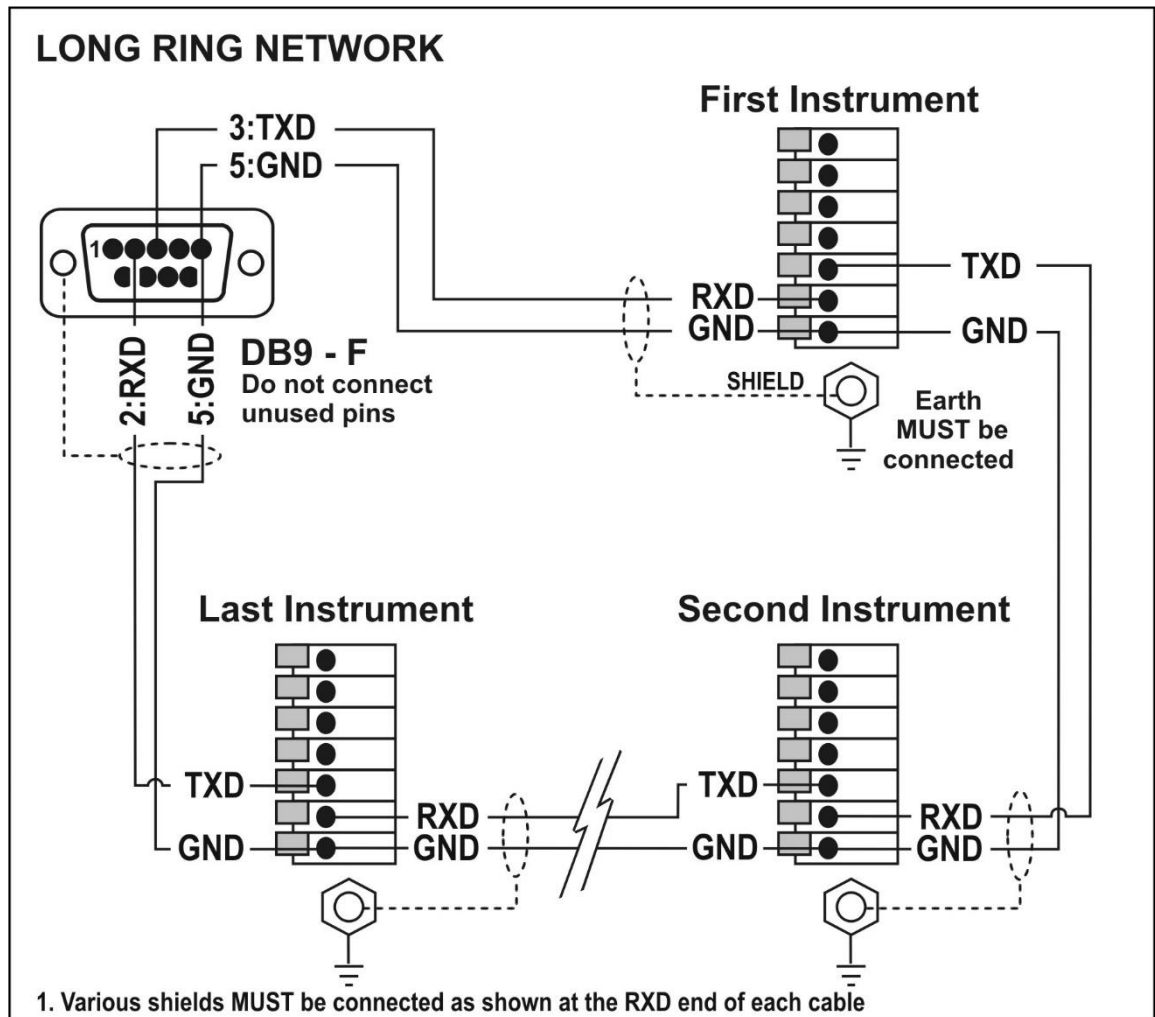 LONG RING NETWORK
First Instrument
3:TXD
5:GND
1
TXD
RXD
GND
GND
DB9 - F
Do not connect
unused pins
2:RXD
5:GND
SHIELD
Earth
MUST be
connected
Last Instrument
Second Instrument
TXD
RXD
GND
GND
TXD
RXD
GND
GND
1. Various shields MUST be connected as shown at the RXD end of each cable